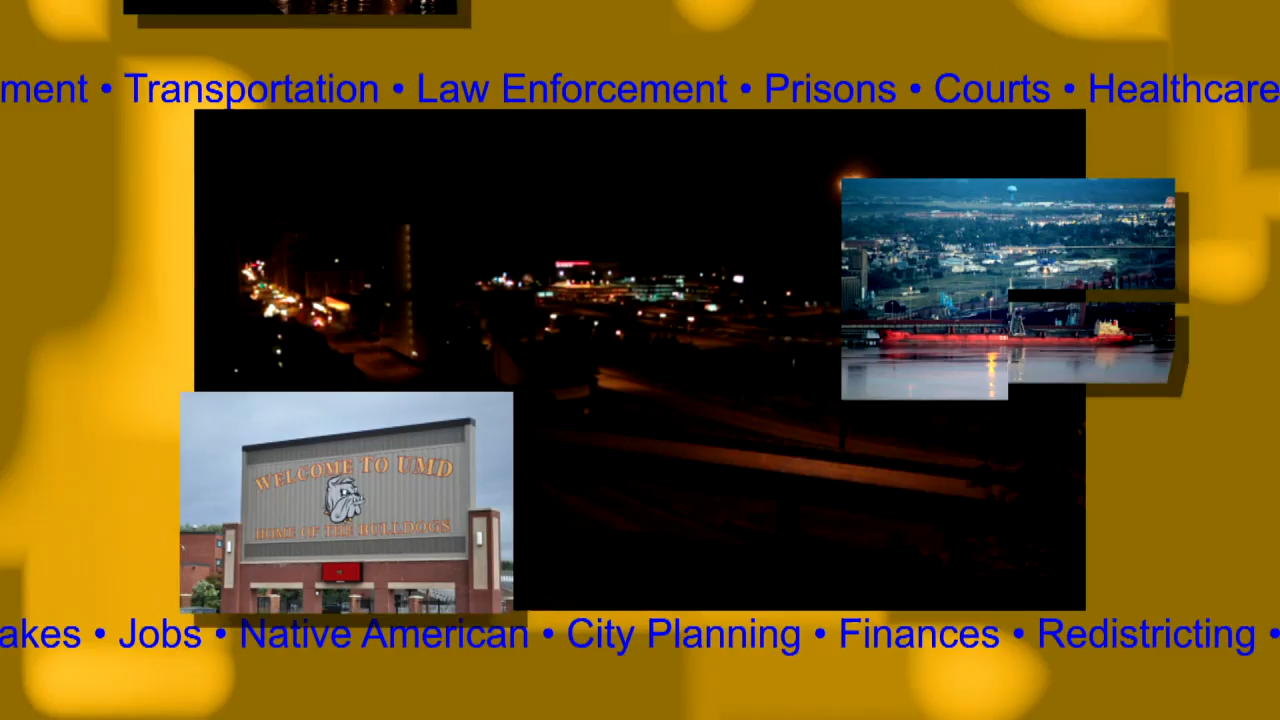 ment • Transportation • Law Enforcement • Prisons • Courts • Healthcare
WELCOME TO UMD
HOME OF THE BULLDOGS
akes • Jobs • Native American • City Planning • Finances • Redistricting •